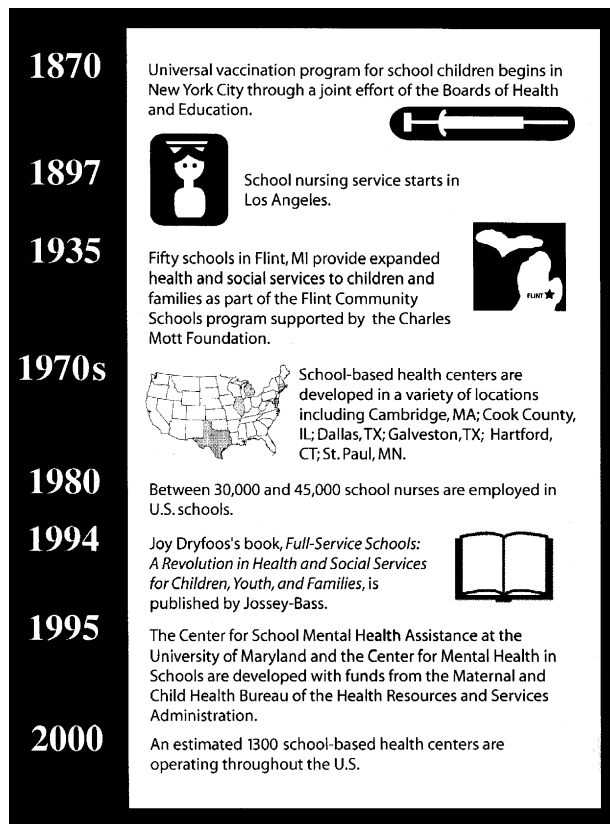 1870
Universal vaccination program for school children begins in
New York City through a joint effort of the Boards of Health
and Education.
1897
School nursing service starts in
Los Angeles.
1935
Fifty schools in Flint, MI provide expanded
health and social services to children and
families as part of the Flint Community
Schools program supported by the Charles
Mott Foundation.
FLINT
1970s
School-based health centers are
developed in a variety of locations
including Cambridge, MA; Cook County,
IL; Dallas, TX; Galveston, TX; Hartford,
CT; St. Paul, MN.
1980
Between 30,000 and 45,000 school nurses are employed in
U.S. schools.
1994
Joy Dryfoos's book, Full-Service Schools:
A Revolution in Health and Social Services
for Children, Youth, and Families, is
published by Jossey-Bass.
1995
The Center for School Mental Health Assistance at the
University of Maryland and the Center for Mental Health in
Schools are developed with funds from the Maternal and
Child Health Bureau of the Health Resources and Services
Administration.
2000
An estimated 1300 school-based health centers are
operating throughout the U.S.